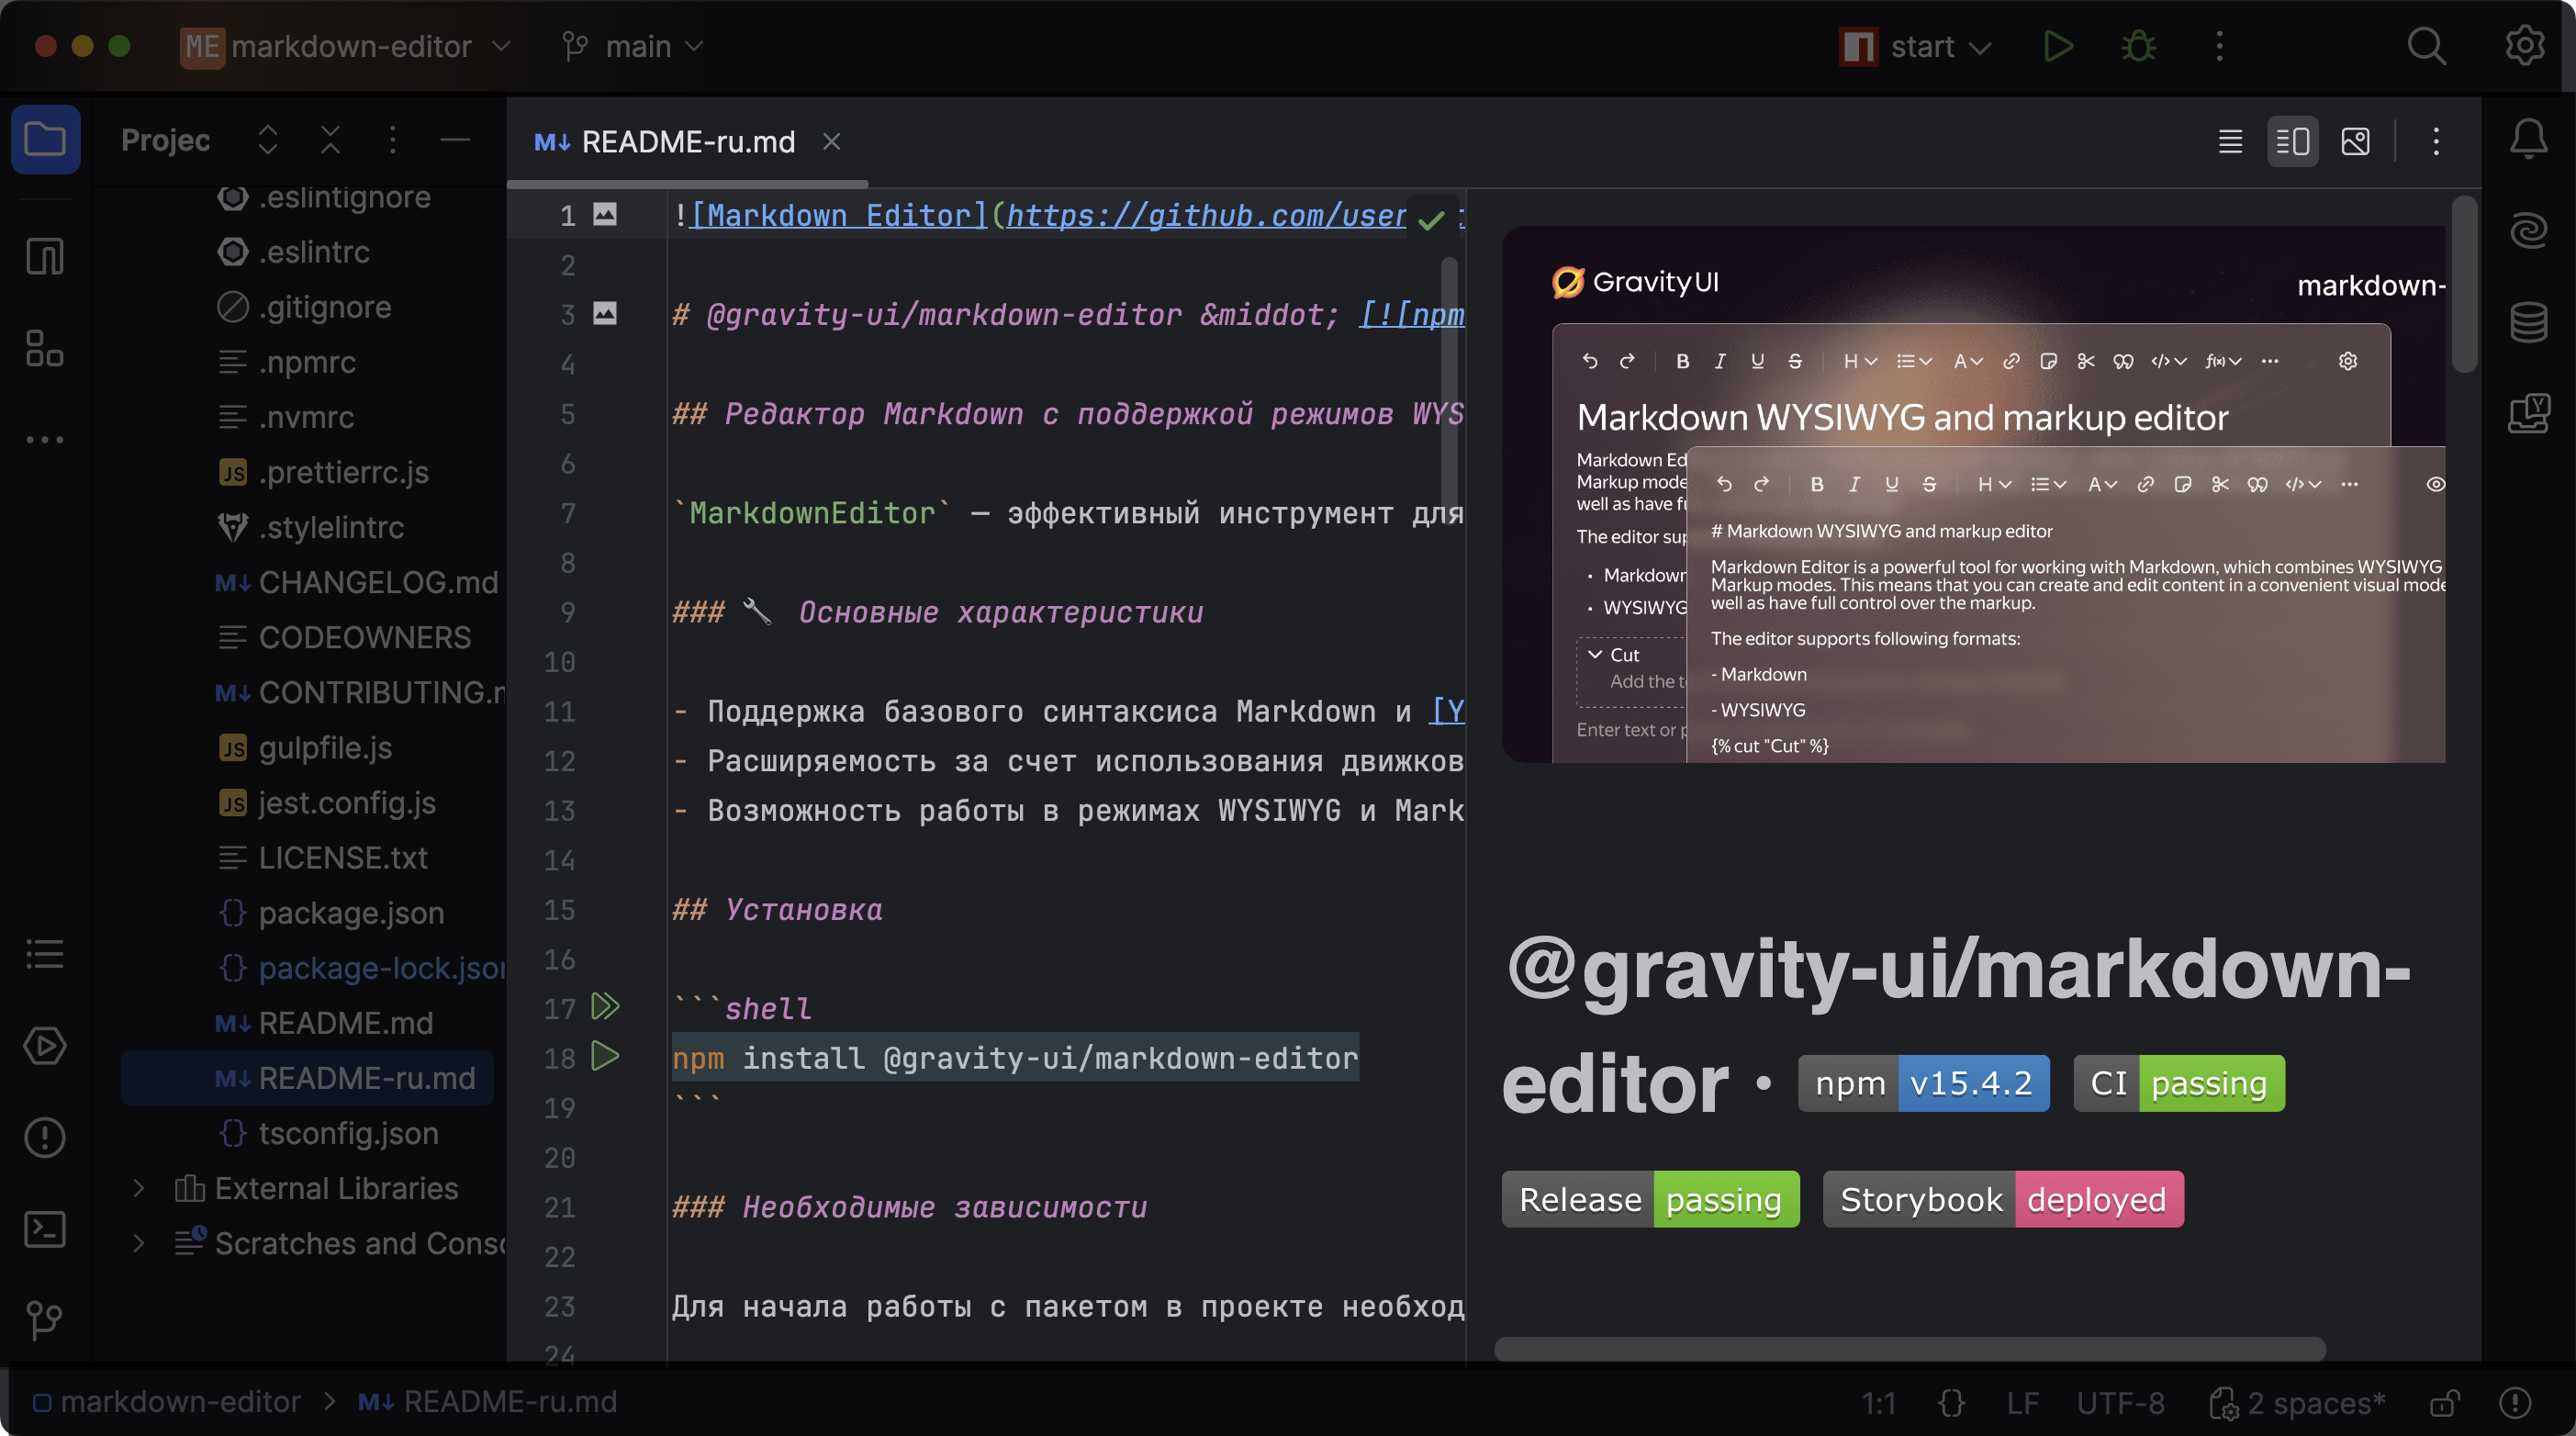 ME markdown-editor
main
start
Projec
.eslintignore
.eslintrc
.gitignore
.npmrc
.nvmrc
JS .prettierrc.js
.stylelintrc
M↓ CHANGELOG.md
CODEOWNERS
M↓ CONTRIBUTING.m
JS gulpfile.js
JS jest.config.js
LICENSE.txt
{} package.json
{} package-lock.json
M↓ README.md
M↓ README-ru.md
{} tsconfig.json
External Libraries
Scratches and Conso
M↓ README-ru.md
1 ![Markdown Editor](https://github.com/user
2
3 # @gravity-ui/markdown-editor &middot; [![npm
4
5 ## Редактор Markdown с поддержкой режимов WYS
6
7 `MarkdownEditor` — эффективный инструмент для
8
9 ### 🔧 Основные характеристики
10
11 - Поддержка базового синтаксиса Markdown и [Y
12 - Расширяемость за счет использования движков
13 - Возможность работы в режимах WYSIWYG и Mark
14
15 ## Установка
16
17 ```shell
18 npm install @gravity-ui/markdown-editor
19 ```
20
21 ### Необходимые зависимости
22
23 Для начала работы с пакетом в проекте необход
24
Gravity UI
markdown-
B I U S H A </> f(x) ...
Markdown WYSIWYG and markup editor
Markdown Ed
Markup mode
well as have fu
The editor sup
• Markdown
• WYSIWYG
Cut
Add the te
Enter text or p
B I U S H A </> ...
# Markdown WYSIWYG and markup editor
Markdown Editor is a powerful tool for working with Markdown, which combines WYSIWYG
Markup modes. This means that you can create and edit content in a convenient visual mode
well as have full control over the markup.
The editor supports following formats:
- Markdown
- WYSIWYG
{% cut "Cut" %}
@gravity-ui/markdown-
editor · npm v15.4.2 CI passing
Release passing Storybook deployed
markdown-editor > M↓ README-ru.md
1:1 {} LF UTF-8 2 spaces*